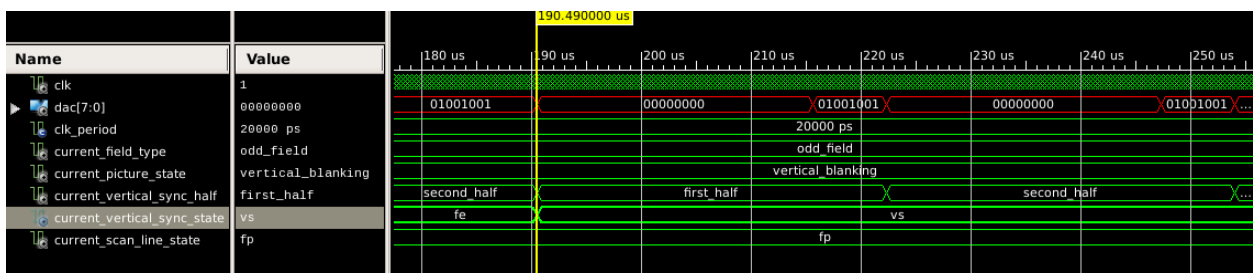 190.490000 us
Name Value 180 us 190 us 200 us 210 us 220 us 230 us 240 us 250 us
clk 1
dac[7:0] 00000000 01001001 00000000 01001001 00000000 01001001 ...
clk_period 20000 ps 20000 ps
current_field_type odd_field odd_field
current_picture_state vertical_blanking vertical_blanking
current_vertical_sync_half first_half second_half first_half second_half ...
current_vertical_sync_state vs fe vs
current_scan_line_state fp fp